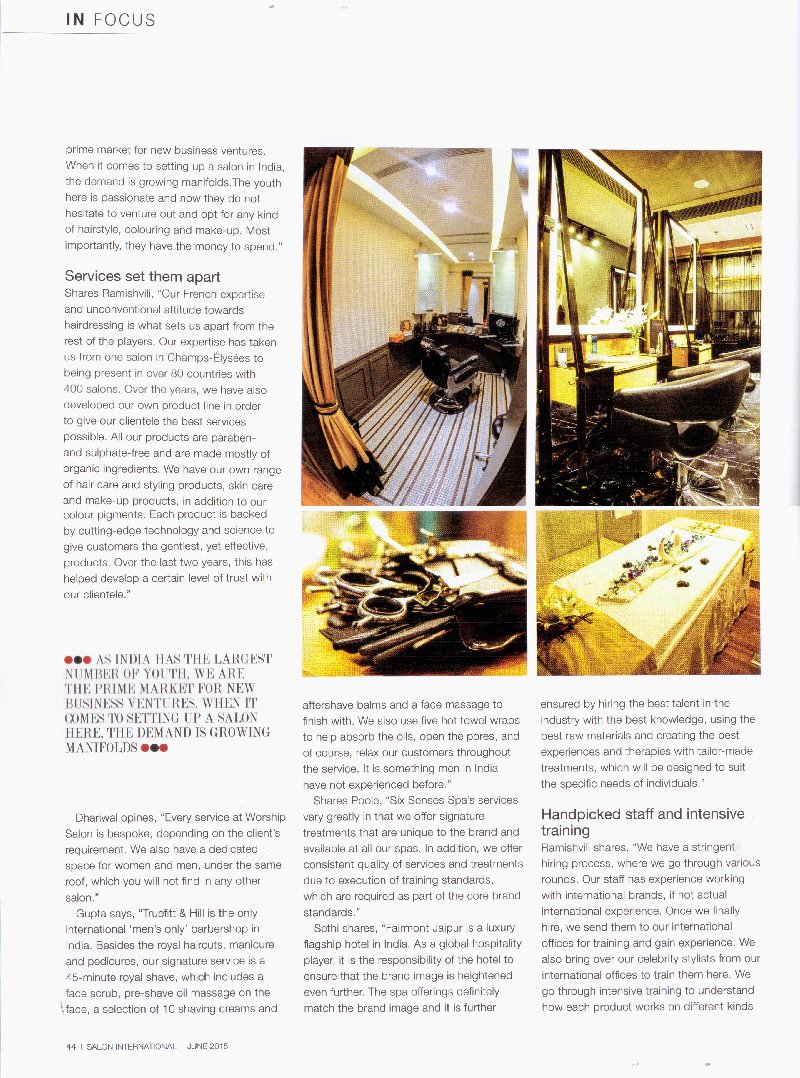 IN FOCUS
prime market for new business ventures.
When it comes to setting up a salon in India,
the demand is growing manifolds.The youth
here is passionate and now they do not
hesitate to venture out and opt for any kind
of hairstyle, colouring and make-up. Most
importantly, they have the money to spend.”
Services set them apart
Shares Ramishvili, “Our French expertise
and unconventional attitude towards
hairdressing is what sets us apart from the
rest of the players. Our expertise has taken
us from one salon in Champs-Élysées to
being present in over 80 countries with
400 salons. Over the years, we have also
developed our own product line in order
to give our clientele the best services
possible. All our products are paraben-
and sulphate-free and are made mostly of
organic ingredients. We have our own range
of hair care and styling products, skin care
and make-up products, in addition to our
colour pigments. Each product is backed
by cutting-edge technology and science to
give customers the gentlest, yet effective,
products. Over the last two years, this has
helped develop a certain level of trust with
our clientele.”
AS INDIA HAS THE LARGEST
NUMBER OF YOUTH, WE ARE
THE PRIME MARKET FOR NEW
BUSINESS VENTURES. WHEN IT
COMES TO SETTING UP A SALON
HERE, THE DEMAND IS GROWING
MANIFOLDS
Dhariwal opines, “Every service at Worship
Salon is bespoke, depending on the client’s
requirement. We also have a dedicated
space for women and men, under the same
roof, which you will not find in any other
salon.”
Gupta says, “Truefitt & Hill is the only
international ‘men’s only’ barbershop in
India. Besides the royal haircuts, manicure
and pedicures, our signature service is a
45-minute royal shave, which includes a
face scrub, pre-shave oil massage on the
face, a selection of 10 shaving creams and
aftershave balms and a face massage to
finish with. We also use five hot towel wraps
to help absorb the oils, open the pores, and
of course, relax our customers throughout
the service. It is something men in India
have not experienced before.”
Shares Poole, “Six Senses Spa’s services
vary greatly in that we offer signature
treatments that are unique to the brand and
available at all our spas. In addition, we offer
consistent quality of services and treatments
due to execution of training standards,
which are required as part of the core brand
standards.”
Sethi shares, “Fairmont Jaipur is a luxury
flagship hotel in India. As a global hospitality
player, it is the responsibility of the hotel to
ensure that the brand image is heightened
even further. The spa offerings definitely
match the brand image and it is further
ensured by hiring the best talent in the
industry with the best knowledge, using the
best raw materials and creating the best
experiences and therapies with tailor-made
treatments, which will be designed to suit
the specific needs of individuals.”
Handpicked staff and intensive
training
Ramishvili shares, “We have a stringent
hiring process, where we go through various
rounds. Our staff has experience working
with international brands, if not actual
international experience. Once we finally
hire, we send them to our international
offices for training and gain experience. We
also bring over our celebrity stylists from our
international offices to train them here. We
go through intensive training to understand
how each product works on different kinds
44 I SALON INTERNATIONAL JUNE 2015